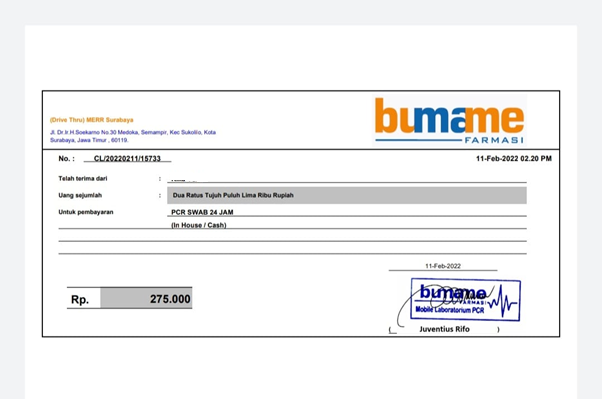 bumame
FARMASI
(Drive Thru) MERR Surabaya
Jl. Dr.Ir.H.Soekarno No.30 Medoka, Semampir, Kec Sukolilo, Kota
Surabaya, Jawa Timur , 60119.
No. : CL/20220211/15733
11-Feb-2022 02.20 PM
Telah terima dari :
Uang sejumlah : Dua Ratus Tujuh Puluh Lima Ribu Rupiah
Untuk pembayaran PCR SWAB 24 JAM
(In House / Cash)
11-Feb-2022
Rp. 275.000
bumame
FARMASI
Mobile Laboratorium PCR
( Juventius Rifo )